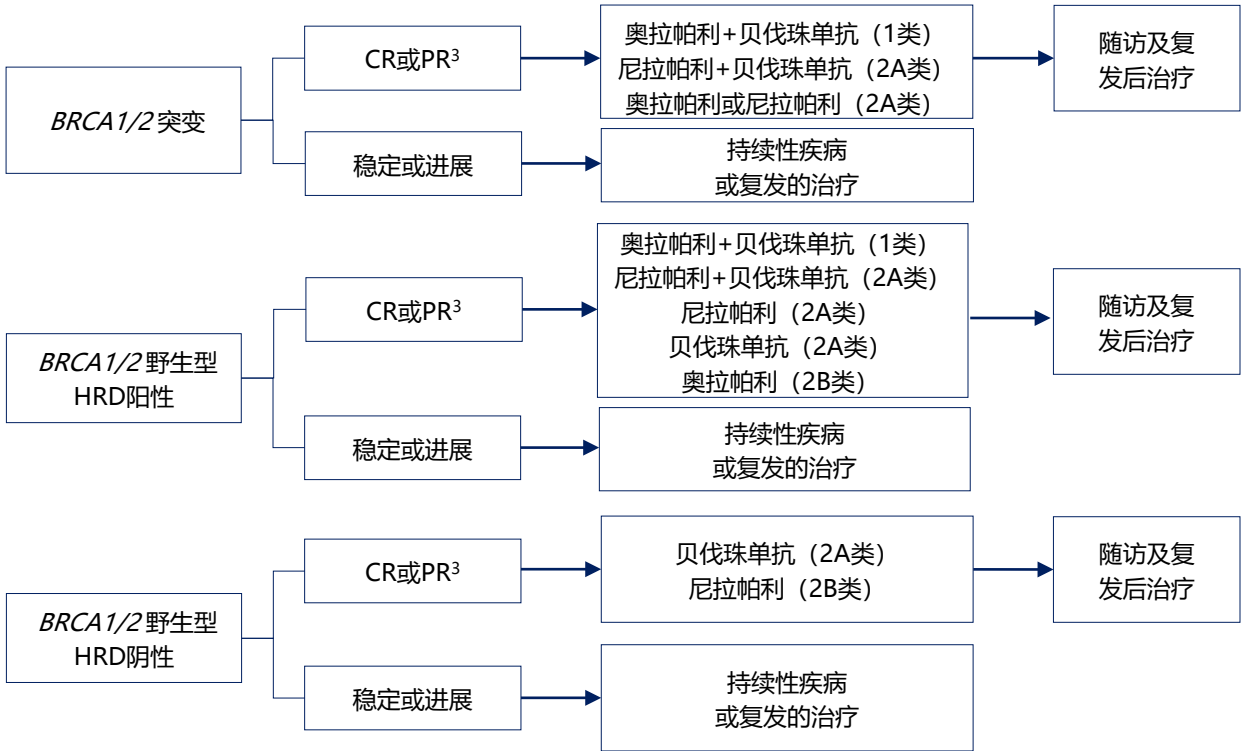 BRCA1/2 突变
CR或PR³
奥拉帕利+贝伐珠单抗（1类）
尼拉帕利+贝伐珠单抗（2A类）
奥拉帕利或尼拉帕利（2A类）
随访及复
发后治疗
稳定或进展
持续性疾病
或复发的治疗
BRCA1/2 野生型
HRD阳性
CR或PR³
奥拉帕利+贝伐珠单抗（1类）
尼拉帕利+贝伐珠单抗（2A类）
尼拉帕利（2A类）
贝伐珠单抗（2A类）
奥拉帕利（2B类）
随访及复
发后治疗
稳定或进展
持续性疾病
或复发的治疗
BRCA1/2 野生型
HRD阴性
CR或PR³
贝伐珠单抗（2A类）
尼拉帕利（2B类）
随访及复
发后治疗
稳定或进展
持续性疾病
或复发的治疗